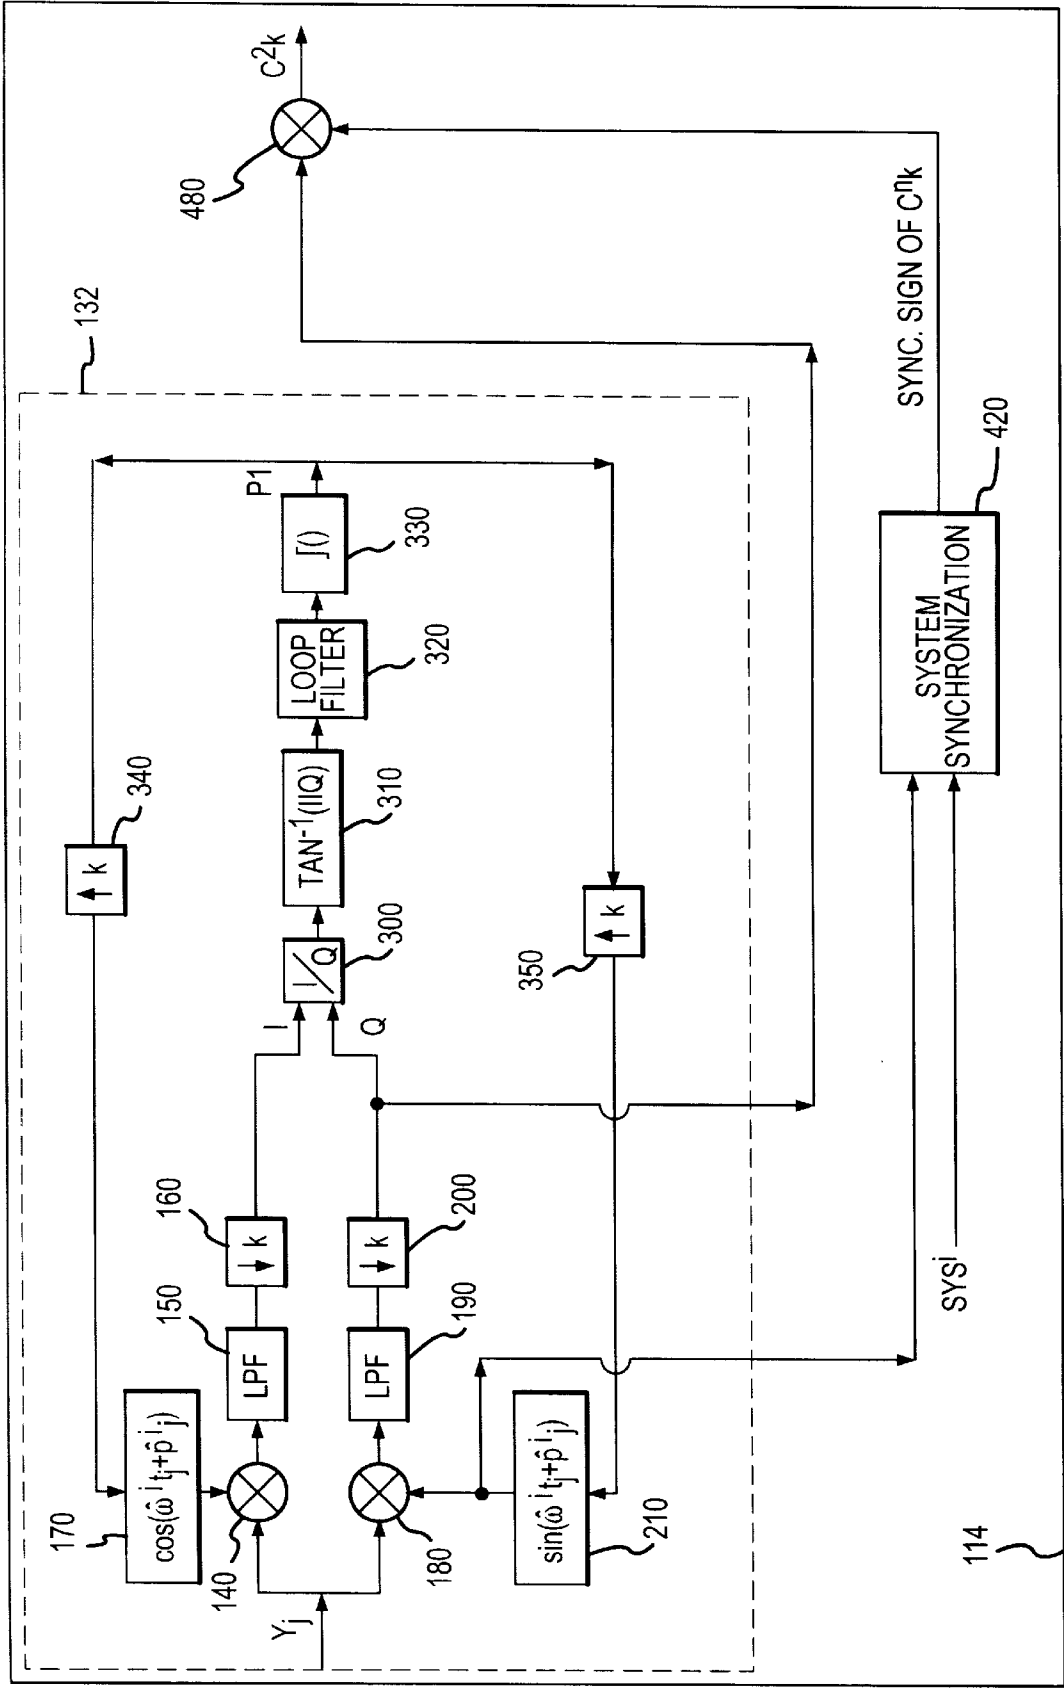 114
132
Yj
140
170
cos(ω̂ⁱtj+p̂ⁱj)
LPF
150
↓ k
160
I
340
↑ k
180
LPF
190
↓ k
200
Q
I/Q
300
TAN⁻¹(IIQ)
310
LOOP
FILTER
320
∫()
330
P1
sin(ω̂ⁱtj+p̂ⁱj)
210
350
↑ k
480
C²k
SYSⁱ
SYSTEM
SYNCHRONIZATION
420
SYNC. SIGN OF Cⁿk